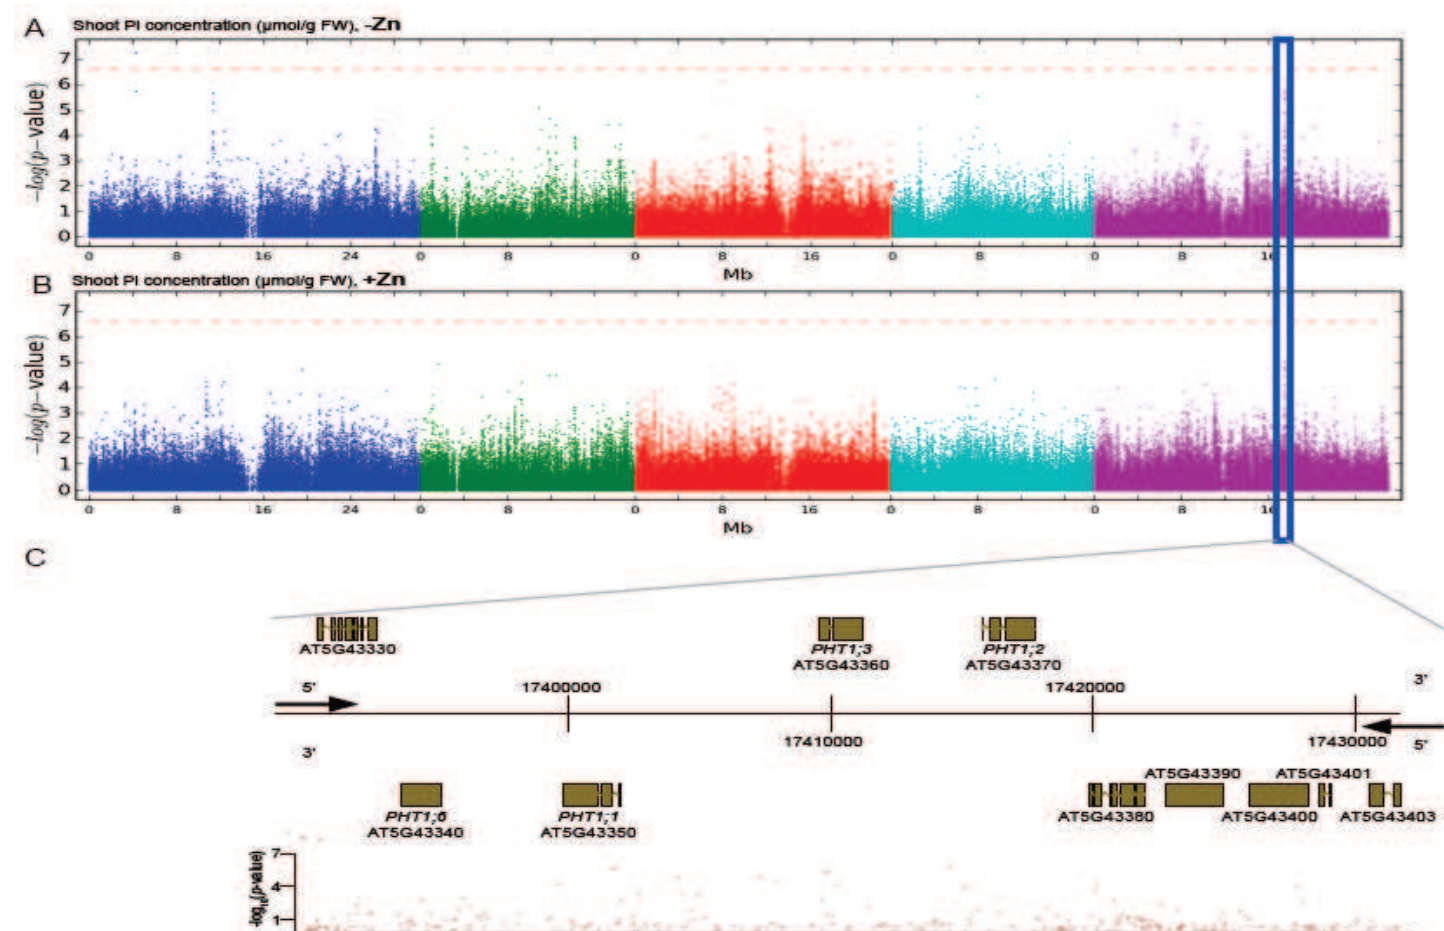 A Shoot PI concentration (µmol/g FW), -Zn
7
6
5
4
3
2
1
0
-log(p-value)
0 8 16 24 0 8 0 8 16 0 8 0 8 16
Mb
B Shoot PI concentration (µmol/g FW), +Zn
7
6
5
4
3
2
1
0
-log(p-value)
0 8 16 24 0 8 0 8 16 0 8 0 8 16
Mb
C
AT5G43330
PHT1;3
AT5G43360
PHT1;2
AT5G43370
5' 17400000 17420000 3'
3' 17410000 17430000 5'
AT5G43390 AT5G43401
PHT1;6
AT5G43340
PHT1;1
AT5G43350
AT5G43380 AT5G43400 AT5G43403
7
4
1
-log10(p-value)